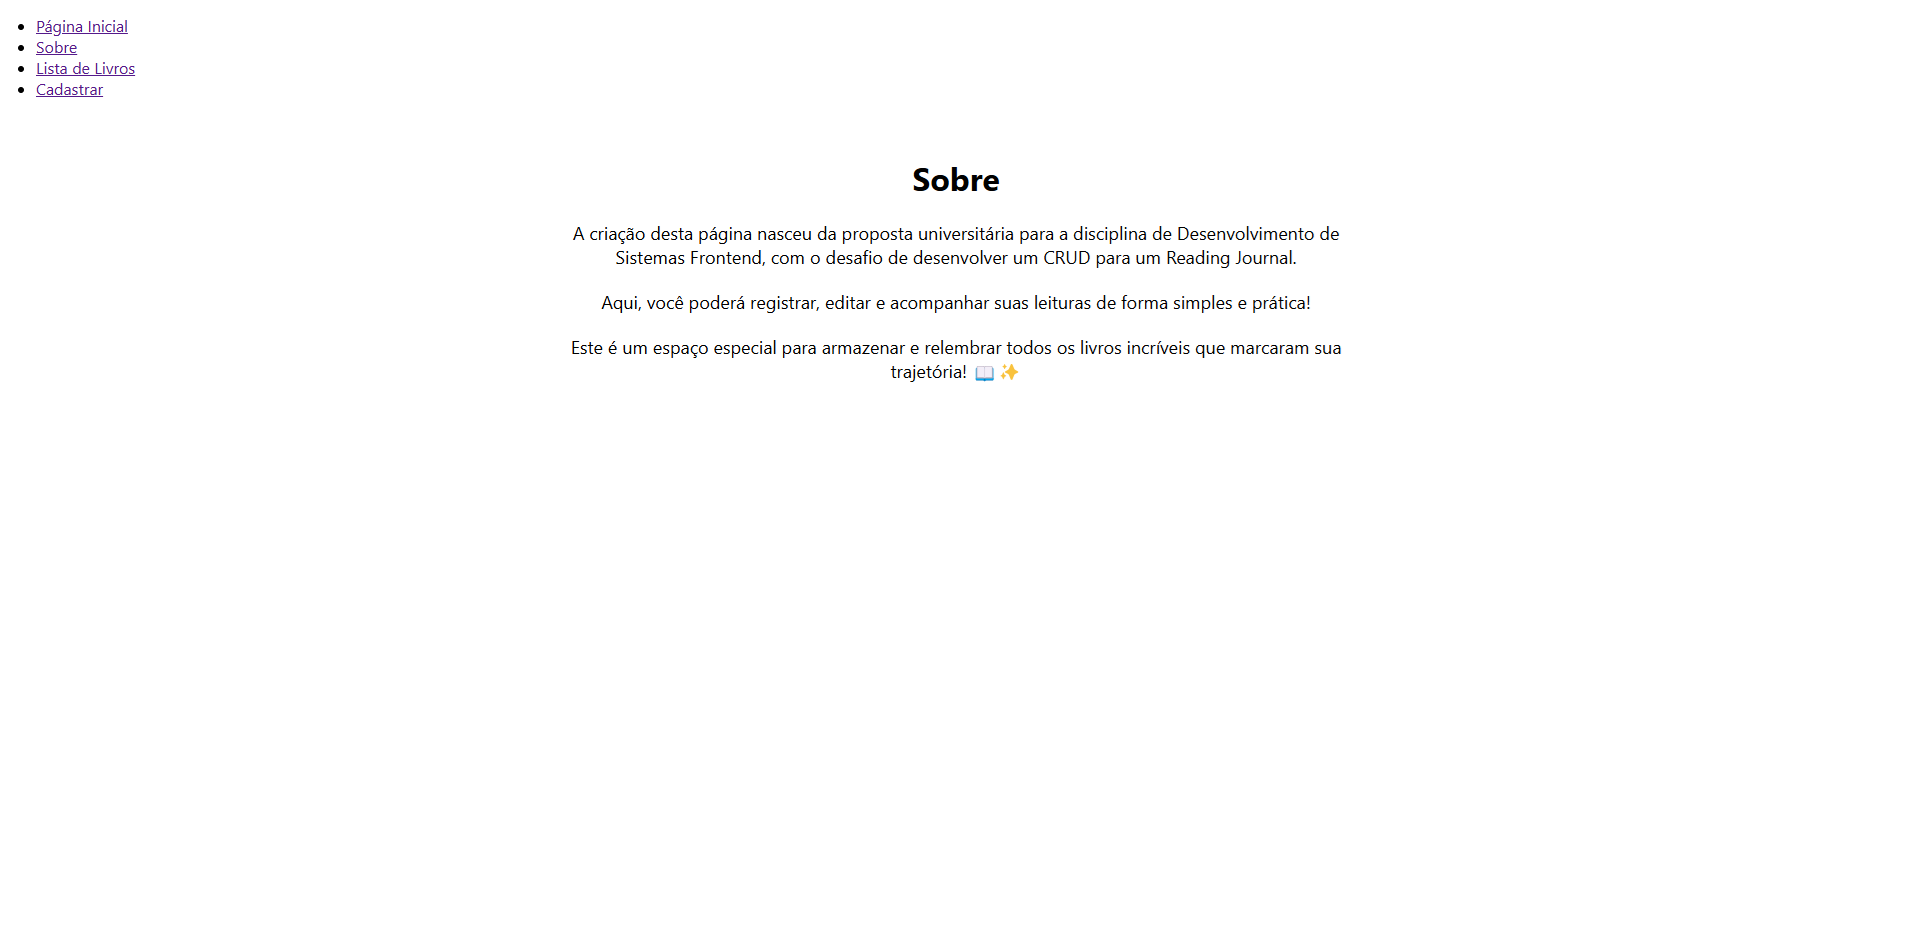 Página Inicial
Sobre
Lista de Livros
Cadastrar
Sobre
A criação desta página nasceu da proposta universitária para a disciplina de Desenvolvimento de
Sistemas Frontend, com o desafio de desenvolver um CRUD para um Reading Journal.
Aqui, você poderá registrar, editar e acompanhar suas leituras de forma simples e prática!
Este é um espaço especial para armazenar e relembrar todos os livros incríveis que marcaram sua
trajetória! 📖✨